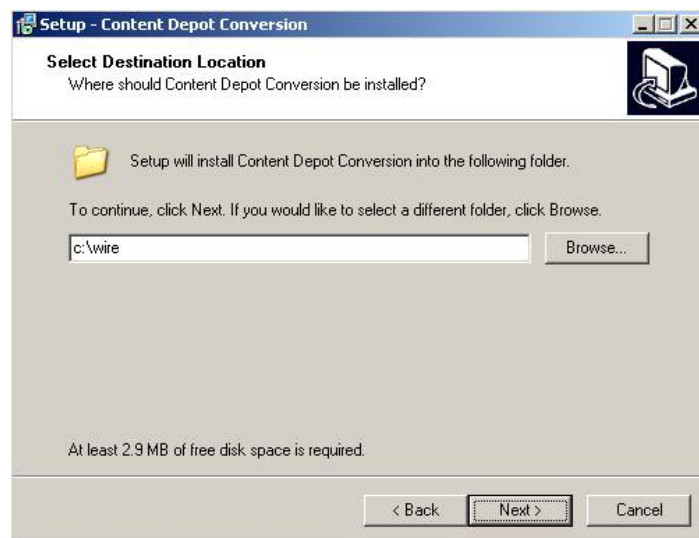 Setup - Content Depot Conversion
Select Destination Location
Where should Content Depot Conversion be installed?
Setup will install Content Depot Conversion into the following folder.
To continue, click Next. If you would like to select a different folder, click Browse.
c:\wire
Browse...
At least 2.9 MB of free disk space is required.
< Back
Next >
Cancel